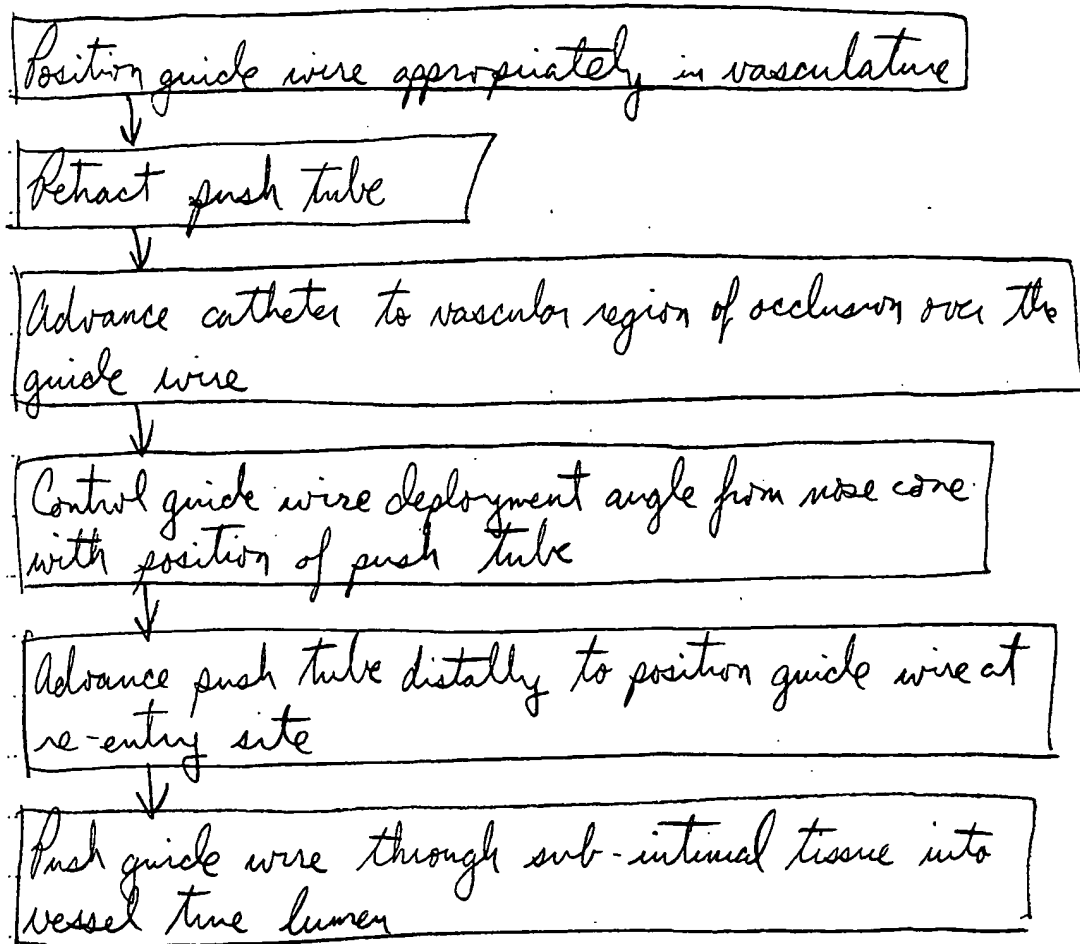 Position guide wire appropriately in vasculature
Retract push tube
Advance catheter to vascular region of occlusion over the
guide wire
Control guide wire deployment angle from nose cone
with position of push tube
Advance push tube distally to position guide wire at
re-entry site
Push guide wire through sub-intimal tissue into
vessel true lumen